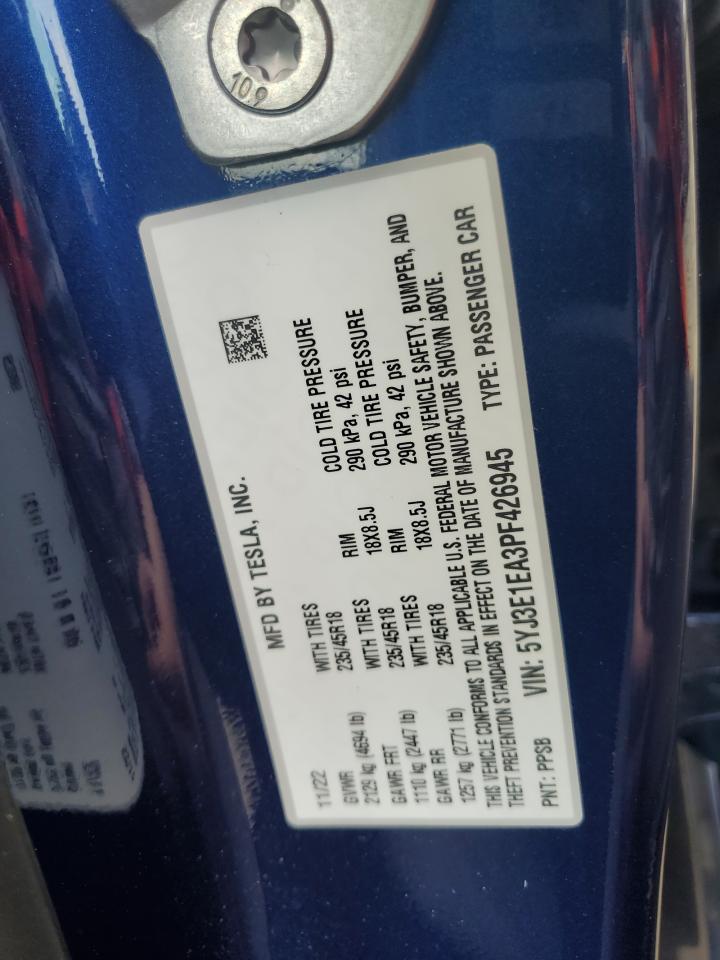 10.9
MFD BY TESLA, INC.
11/22
GVWR WITH TIRES RIM COLD TIRE PRESSURE
2129 kg (4694 lb) 235/45R18 18X8.5J 290 kPa, 42 psi
GAWR FRT WITH TIRES RIM COLD TIRE PRESSURE
1110 kg (2447 lb) 235/45R18 18X8.5J 290 kPa, 42 psi
GAWR RR WITH TIRES
1257 kg (2771 lb) 235/45R18
THIS VEHICLE CONFORMS TO ALL APPLICABLE U.S. FEDERAL MOTOR VEHICLE SAFETY, BUMPER, AND
THEFT PREVENTION STANDARDS IN EFFECT ON THE DATE OF MANUFACTURE SHOWN ABOVE.
PNT: PPSB VIN: 5YJ3E1EA3PF426945 TYPE: PASSENGER CAR